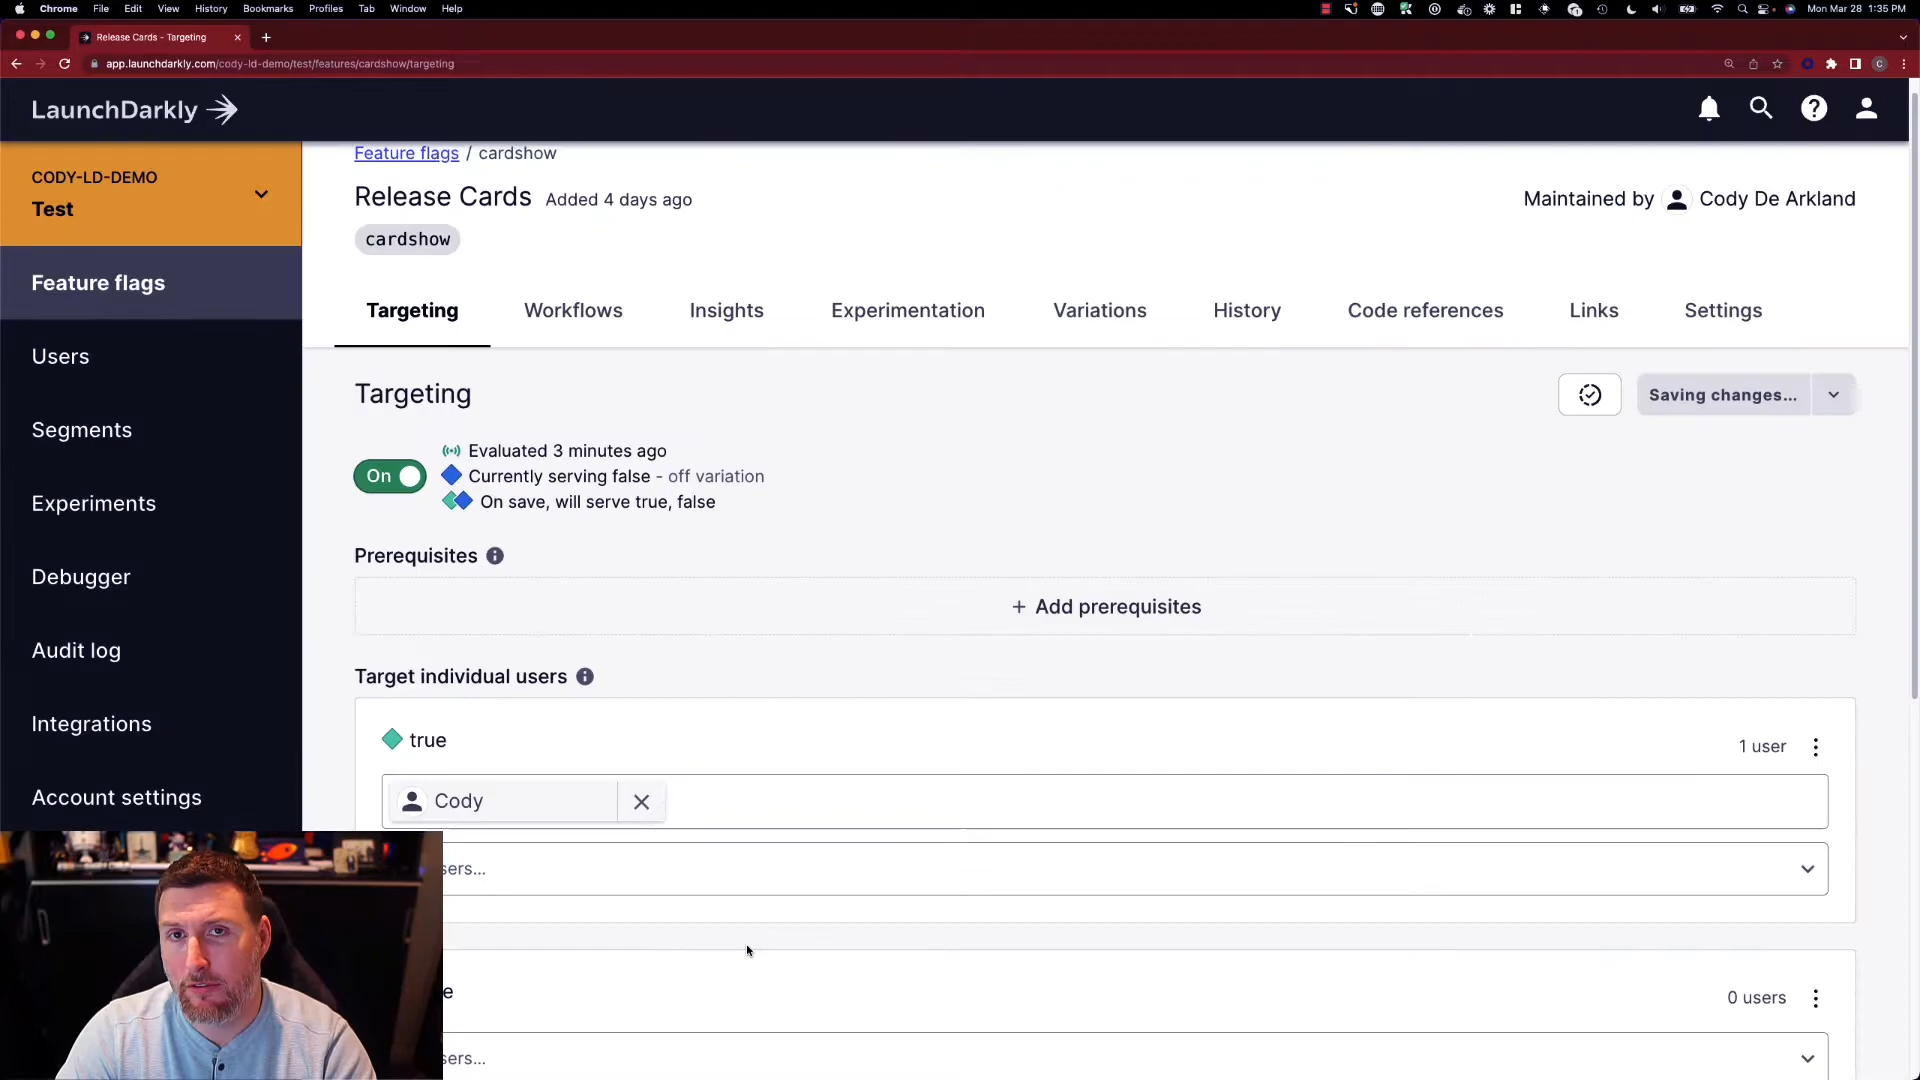 Chrome File Edit View History Bookmarks Profiles Tab Window Help Mon Mar 28 1:35 PM
Release Cards - Targeting
app.launchdarkly.com/cody-ld-demo/test/features/cardshow/targeting
LaunchDarkly
CODY-LD-DEMO
Test
Feature flags
Users
Segments
Experiments
Debugger
Audit log
Integrations
Account settings
Feature flags / cardshow
Release Cards Added 4 days ago
Maintained by Cody De Arkland
cardshow
Targeting Workflows Insights Experimentation Variations History Code references Links Settings
Targeting
Saving changes...
On
Evaluated 3 minutes ago
Currently serving false - off variation
On save, will serve true, false
Prerequisites
+ Add prerequisites
Target individual users
true
1 user
Cody
sers...
e
0 users
sers...